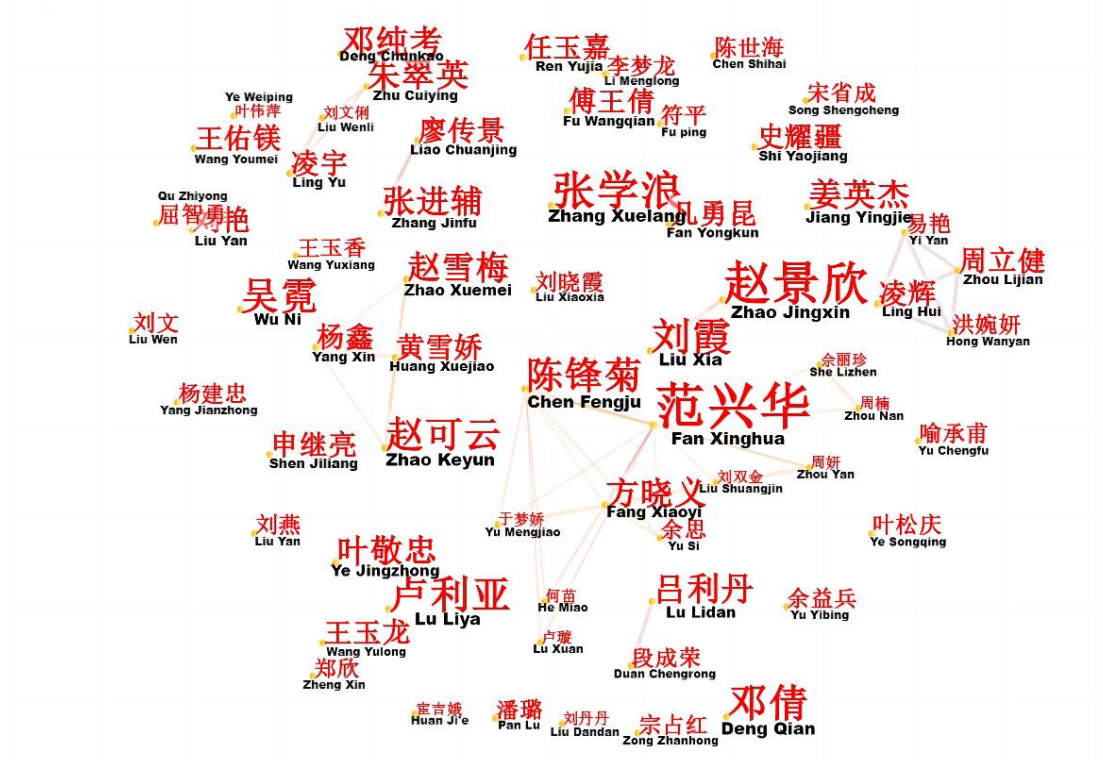 邓纯考
Deng Chunkao
朱翠英
Zhu Cuiying
任玉嘉
Ren Yujia
李梦龙
Li Menglong
陈世海
Chen Shihai
Ye Weiping
叶伟萍
刘文俐
Liu Wenli
傅王倩
Fu Wangqian
符平
Fu ping
宋省成
Song Shengcheng
王佑镁
Wang Youmei
凌宇
Ling Yu
廖传景
Liao Chuanjing
史耀疆
Shi Yaojiang
Qu Zhiyong
屈智勇
刘艳
Liu Yan
张进辅
Zhang Jinfu
张学浪
Zhang Xuelang
凡勇昆
Fan Yongkun
姜英杰
Jiang Yingjie
易艳
Yi Yan
王玉香
Wang Yuxiang
赵雪梅
Zhao Xuemei
刘晓霞
Liu Xiaoxia
赵景欣
Zhao Jingxin
周立健
Zhou Lijian
凌辉
Ling Hui
吴霓
Wu Ni
刘文
Liu Wen
杨鑫
Yang Xin
黄雪娇
Huang Xuejiao
刘霞
Liu Xia
洪婉妍
Hong Wanyan
陈锋菊
Chen Fengju
佘丽珍
She Lizhen
杨建忠
Yang Jianzhong
范兴华
Fan Xinghua
周楠
Zhou Nan
申继亮
Shen Jiliang
赵可云
Zhao Keyun
喻承甫
Yu Chengfu
方晓义
Fang Xiaoyi
刘双金
Liu Shuangjin
周妍
Zhou Yan
刘燕
Liu Yan
于梦娇
Yu Mengjiao
余思
Yu Si
叶松庆
Ye Songqing
叶敬忠
Ye Jingzhong
卢利亚
Lu Liya
何苗
He Miao
吕利丹
Lu Lidan
余益兵
Yu Yibing
王玉龙
Wang Yulong
卢璇
Lu Xuan
郑欣
Zheng Xin
段成荣
Duan Chengrong
宦吉娥
Huan Ji'e
潘璐
Pan Lu
刘丹丹
Liu Dandan
宗占红
Zong Zhanhong
邓倩
Deng Qian